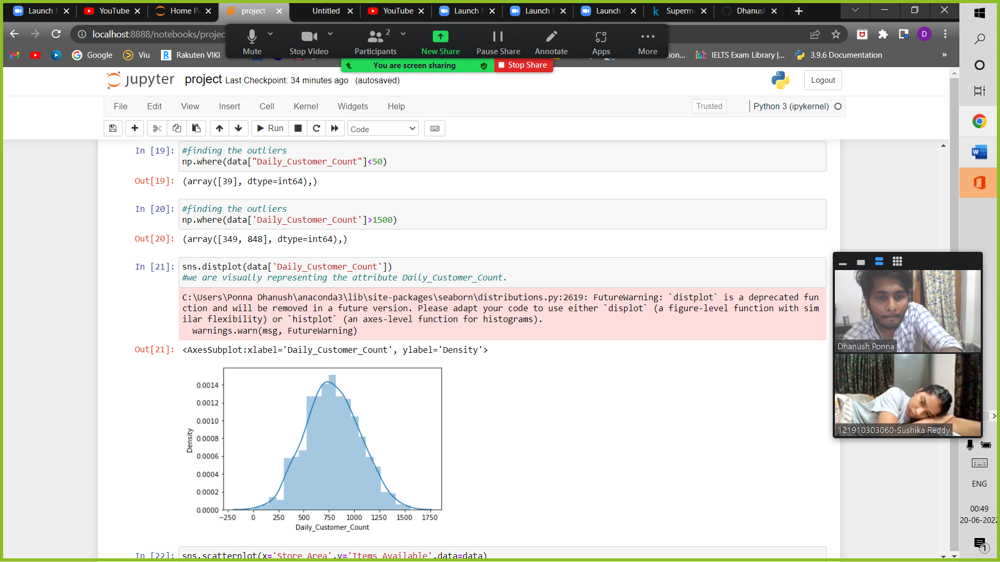 Launch
YouTube
Home P
project
Untitled
YouTube
Launch
Launch
Launch
Superm
Dhanus
localhost:8888/notebooks/projec
D
Mute
Stop Video
2
Participants
New Share
Pause Share
Annotate
Apps
More
Google
Viu
Rakuten VIKI
ion...
IELTS Exam Library |...
3.9.6 Documentation
»
You are screen sharing
Stop Share
jupyter project Last Checkpoint: 34 minutes ago (autosaved)
Logout
File Edit View Insert Cell Kernel Widgets Help
Trusted
Python 3 (ipykernel)
Run
Code
In [19]: #finding the outliers
np.where(data["Daily_Customer_Count"]<50)
Out[19]: (array([39], dtype=int64),)
In [20]: #finding the outliers
np.where(data['Daily_Customer_Count']>1500)
Out[20]: (array([349, 848], dtype=int64),)
In [21]: sns.distplot(data['Daily_Customer_Count'])
#we are visually representing the attribute Daily_Customer_Count.
C:\Users\Ponna Dhanush\anaconda3\lib\site-packages\seaborn\distributions.py:2619: FutureWarning: `distplot` is a deprecated fun
ction and will be removed in a future version. Please adapt your code to use either `displot` (a figure-level function with sim
ilar flexibility) or `histplot` (an axes-level function for histograms).
warnings.warn(msg, FutureWarning)
Out[21]: <AxesSubplot:xlabel='Daily_Customer_Count', ylabel='Density'>
0.0014
0.0012
0.0010
0.0008
0.0006
0.0004
0.0002
0.0000
Density
−250 0 250 500 750 1000 1250 1500 1750
Daily_Customer_Count
In [22]: sns.scatterplot(x='Store_Area',y='Items_Available',data=data)
Dhanush Ponna
121910303060-Sushika Reddy
ENG
00:49
20-06-2022
1